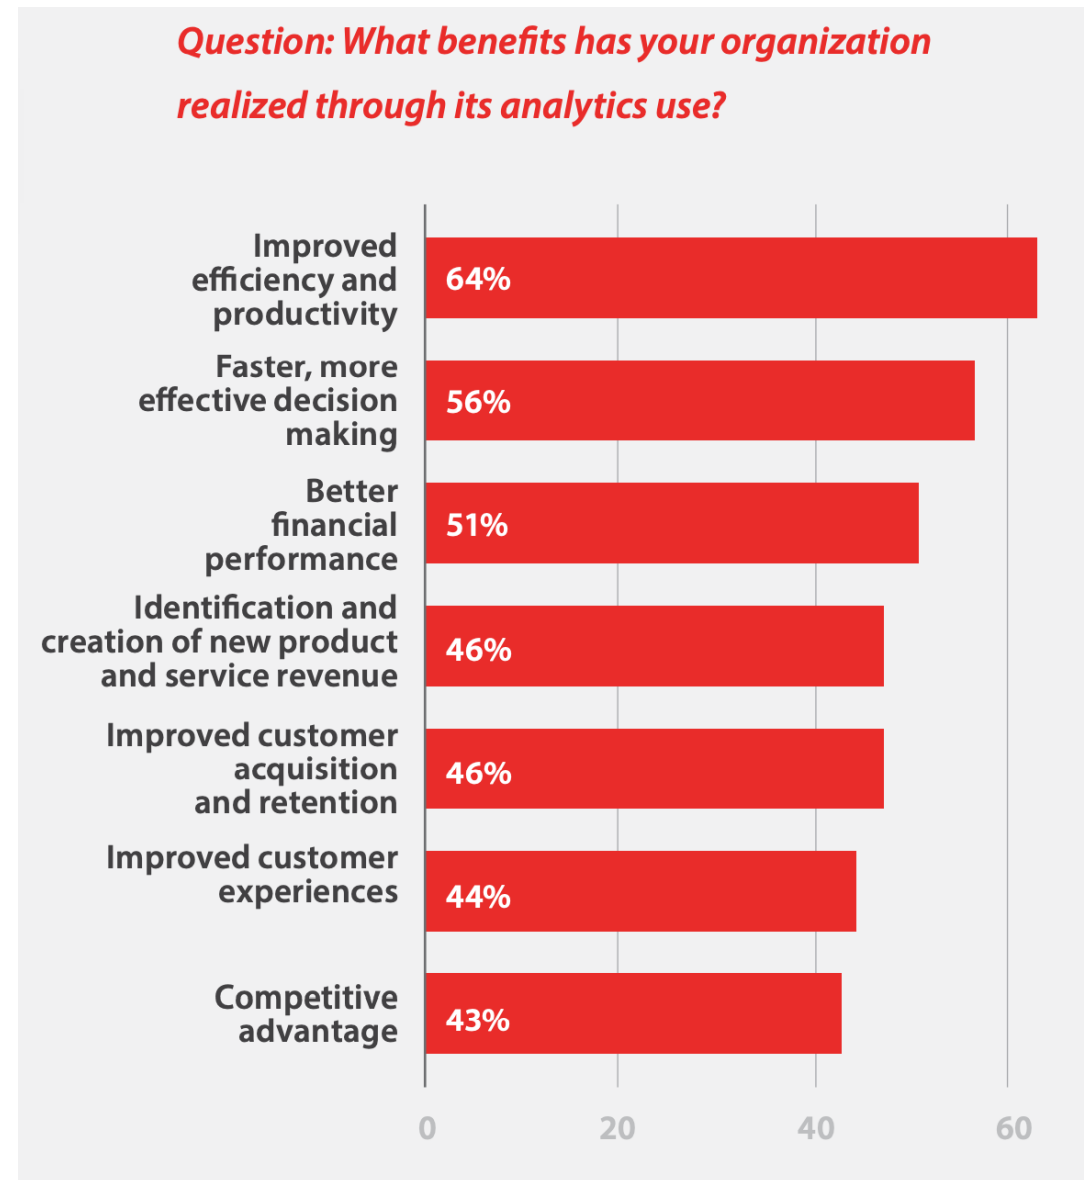 Question: What benefits has your organization
realized through its analytics use?
Improved
efficiency and
productivity
64%
Faster, more
effective decision
making
56%
Better
financial
performance
51%
Identification and
creation of new product
and service revenue
46%
Improved customer
acquisition
and retention
46%
Improved customer
experiences
44%
Competitive
advantage
43%
0 20 40 60